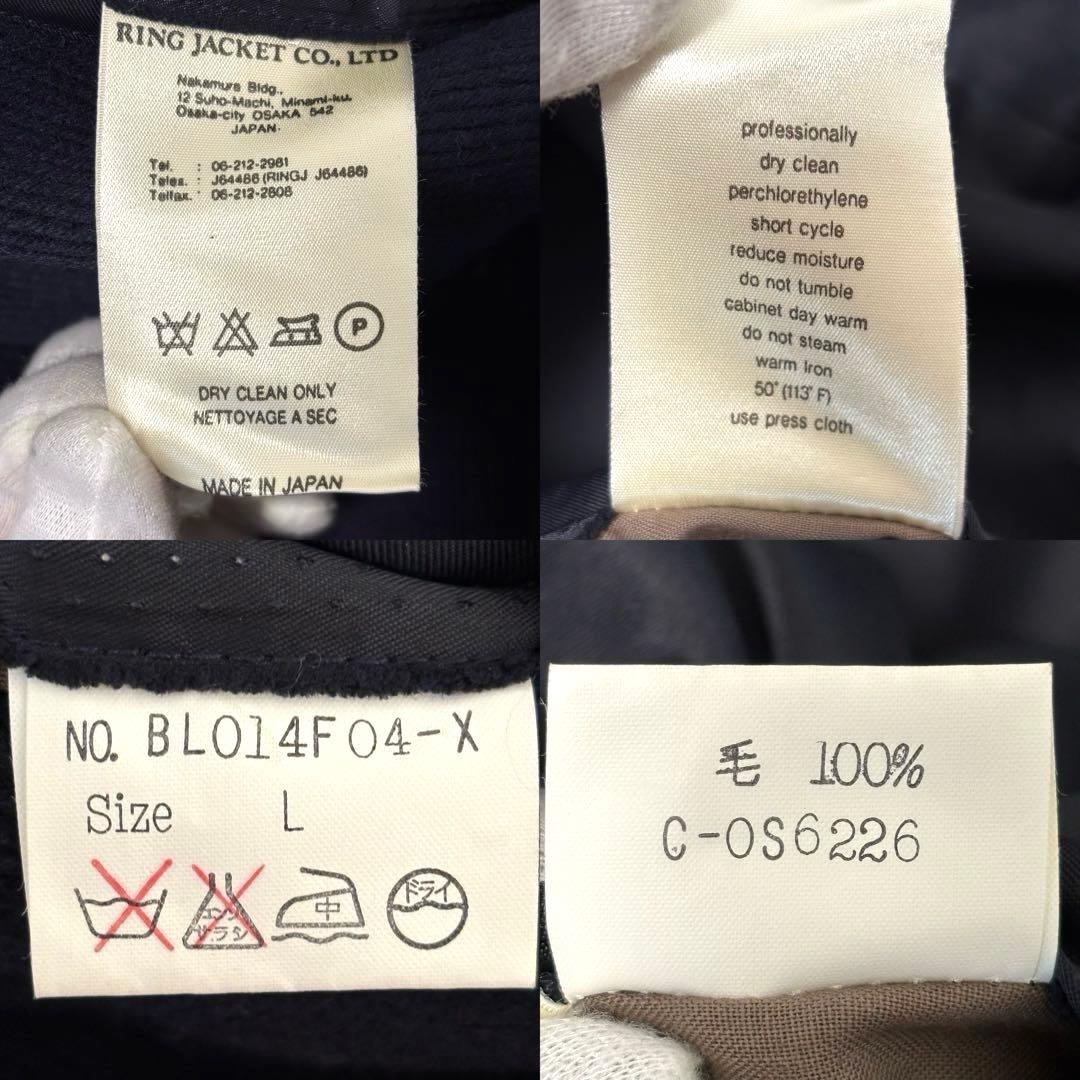 RING JACKET CO., LTD
Nakamura Bldg.,
12 Suho-Machi, Minami-ku.
Osaka-city OSAKA 542
JAPAN.
Tel. : 06-212-2981
Telex. : J64486 (RINGJ J64486)
Telfax. : 06-212-2808
P
DRY CLEAN ONLY
NETTOYAGE A SEC
MADE IN JAPAN
professionally
dry clean
perchlorethylene
short cycle
reduce moisture
do not tumble
cabinet day warm
do not steam
warm Iron
50° (113° F)
use press cloth
NO. BL014F04-X
Size L
エンソ
サラシ
中
ドライ
毛 100%
C-OS6226